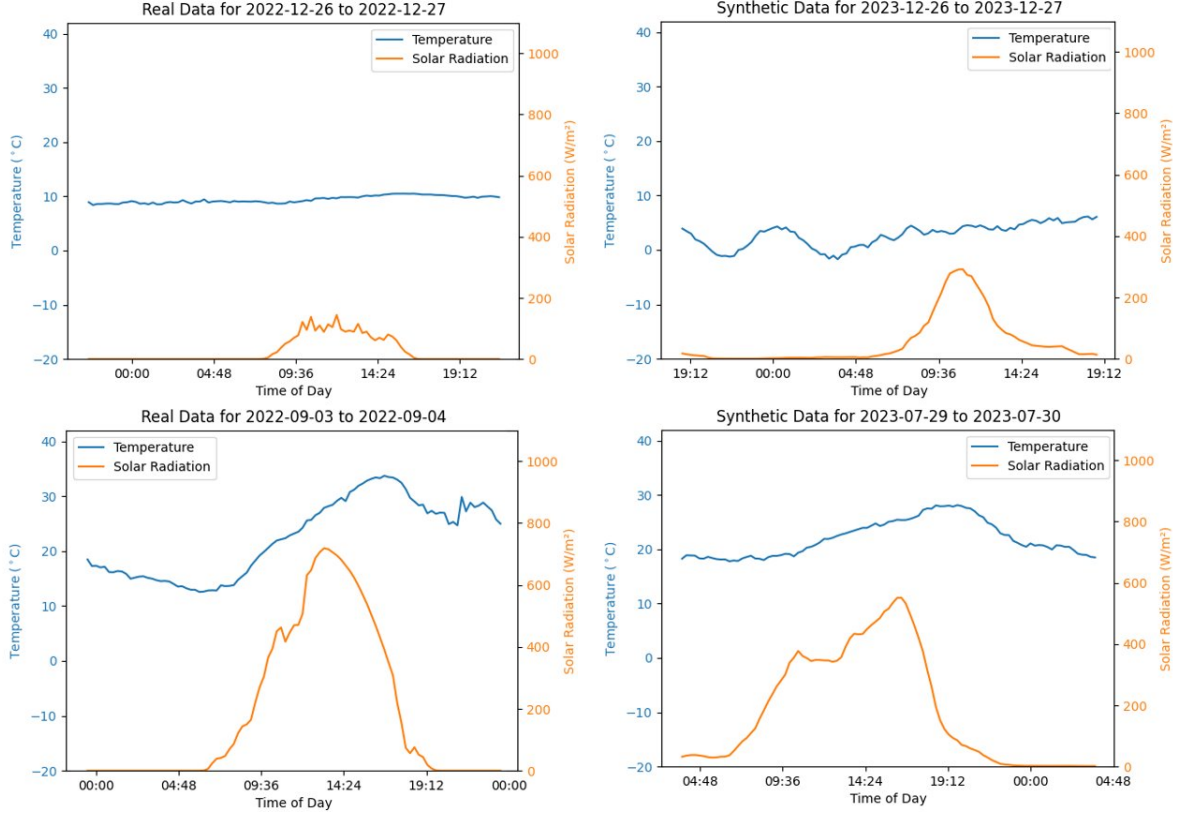 Real Data for 2022-12-26 to 2022-12-27
40
30
20
10
0
−10
−20
Temperature (°C)
Temperature
Solar Radiation
1000
800
600
400
200
0
Solar Radiation (W/m²)
00:00 04:48 09:36 14:24 19:12
Time of Day
Synthetic Data for 2023-12-26 to 2023-12-27
40
30
20
10
0
−10
−20
Temperature (°C)
Temperature
Solar Radiation
1000
800
600
400
200
0
Solar Radiation (W/m²)
19:12 00:00 04:48 09:36 14:24 19:12
Time of Day
Real Data for 2022-09-03 to 2022-09-04
40
30
20
10
0
−10
−20
Temperature (°C)
Temperature
Solar Radiation
1000
800
600
400
200
0
Solar Radiation (W/m²)
00:00 04:48 09:36 14:24 19:12 00:00
Time of Day
Synthetic Data for 2023-07-29 to 2023-07-30
40
30
20
10
0
−10
−20
Temperature (°C)
Temperature
Solar Radiation
1000
800
600
400
200
0
Solar Radiation (W/m²)
04:48 09:36 14:24 19:12 00:00 04:48
Time of Day